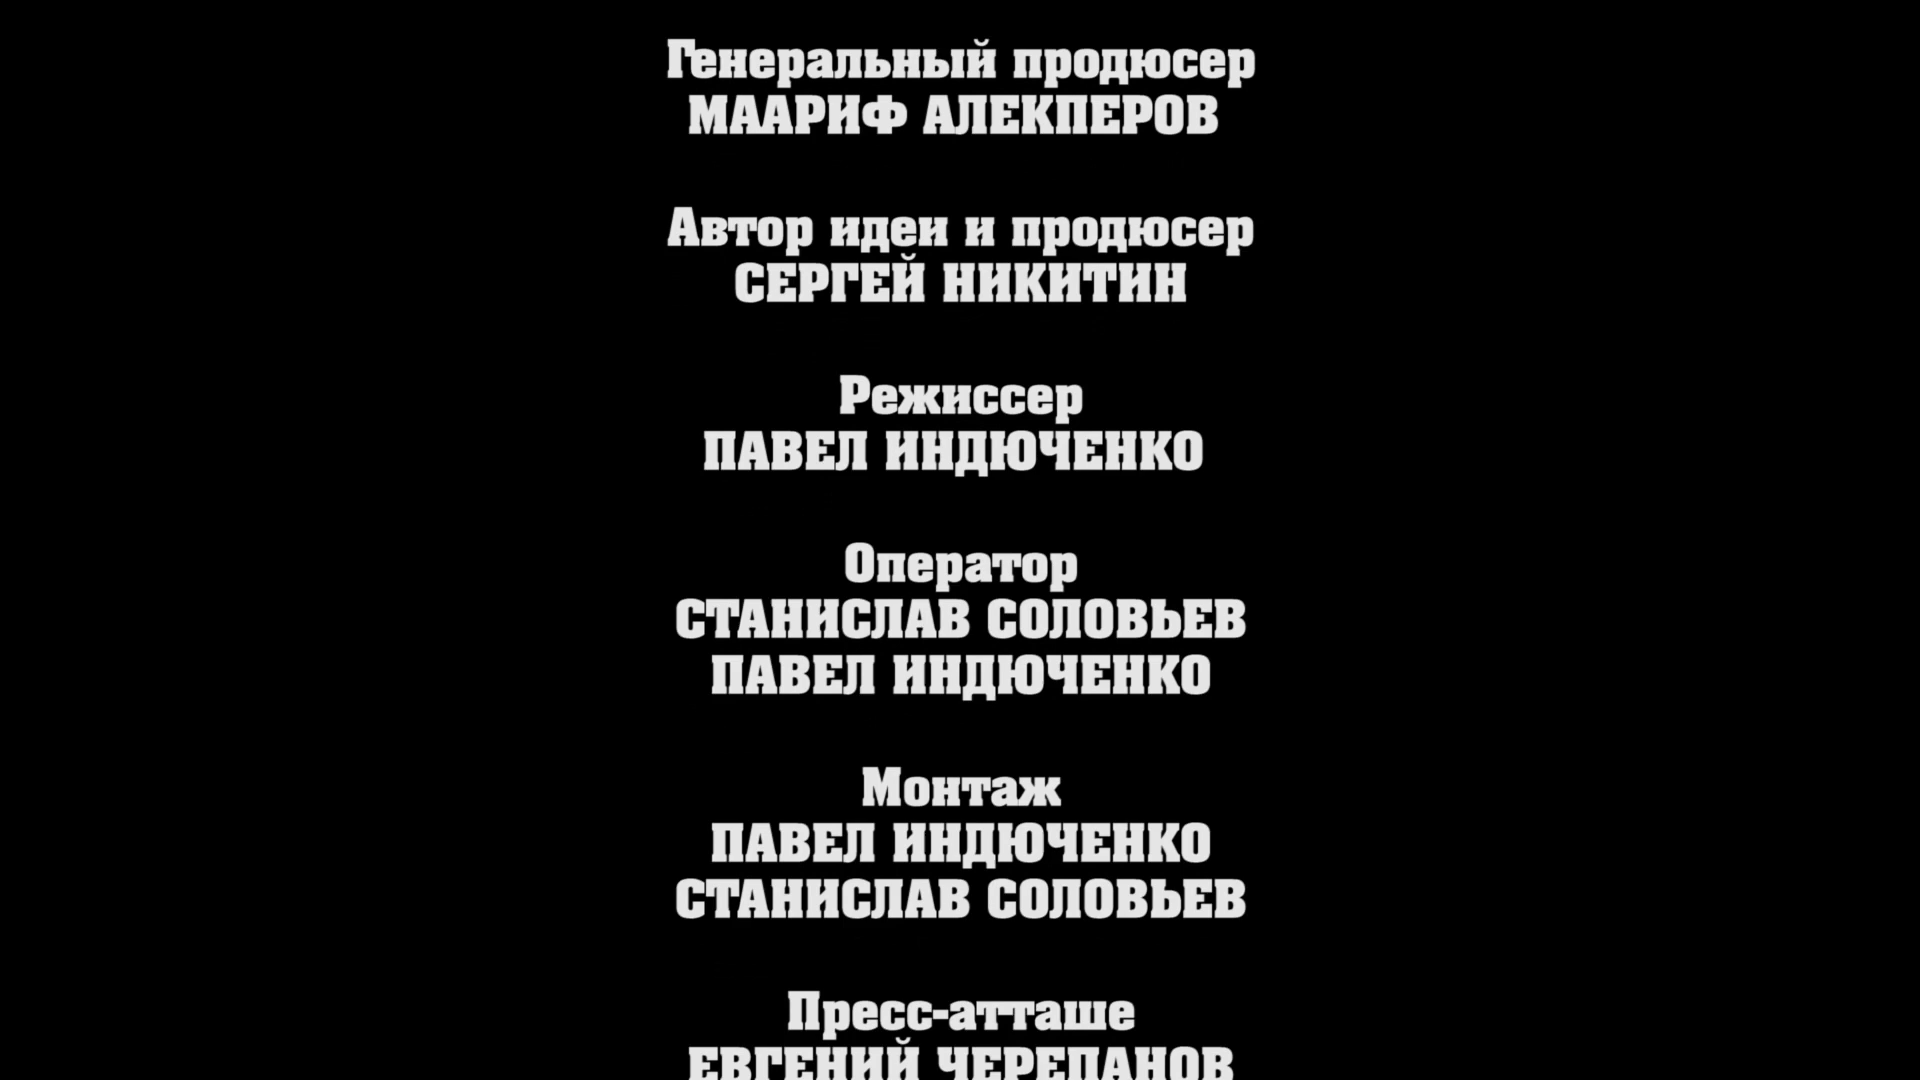 Генеральный продюсер
МААРИФ АЛЕКПЕРОВ
Автор идеи и продюсер
СЕРГЕЙ НИКИТИН
Режиссер
ПАВЕЛ ИНДЮЧЕНКО
Оператор
СТАНИСЛАВ СОЛОВЬЕВ
ПАВЕЛ ИНДЮЧЕНКО
Монтаж
ПАВЕЛ ИНДЮЧЕНКО
СТАНИСЛАВ СОЛОВЬЕВ
Пресс-атташе
ЕВГЕНИЙ ЧЕРЕПАНОВ